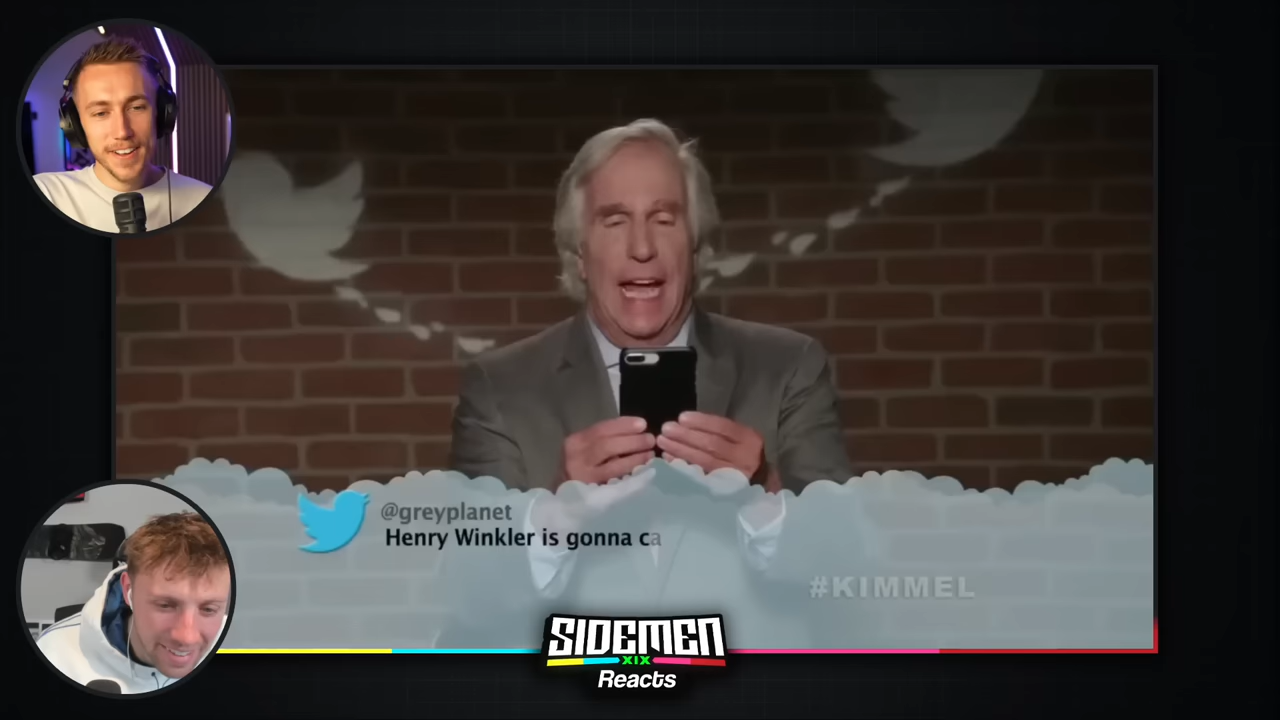 @greyplanet
Henry Winkler is gonna ca
#KIMMEL
SIDEMEN
XIX
Reacts